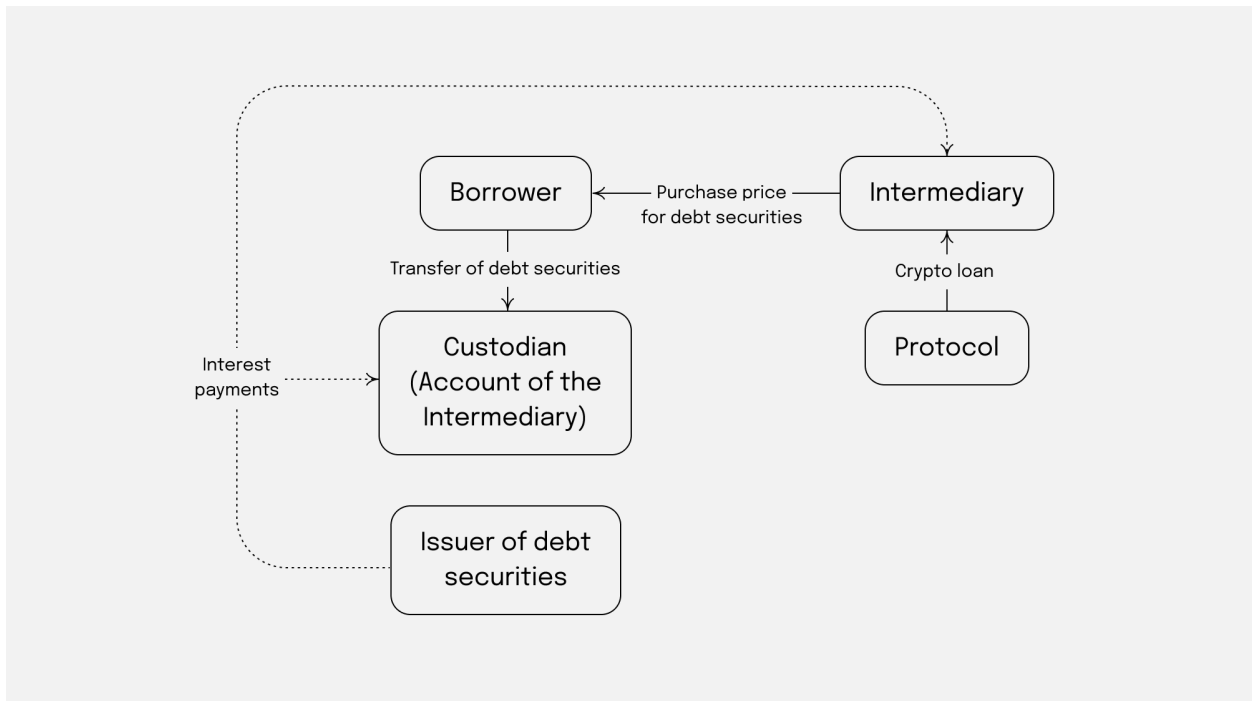 Borrower
Purchase price
for debt securities
Intermediary
Transfer of debt securities
Crypto loan
Custodian
(Account of the
Intermediary)
Protocol
Interest
payments
Issuer of debt
securities